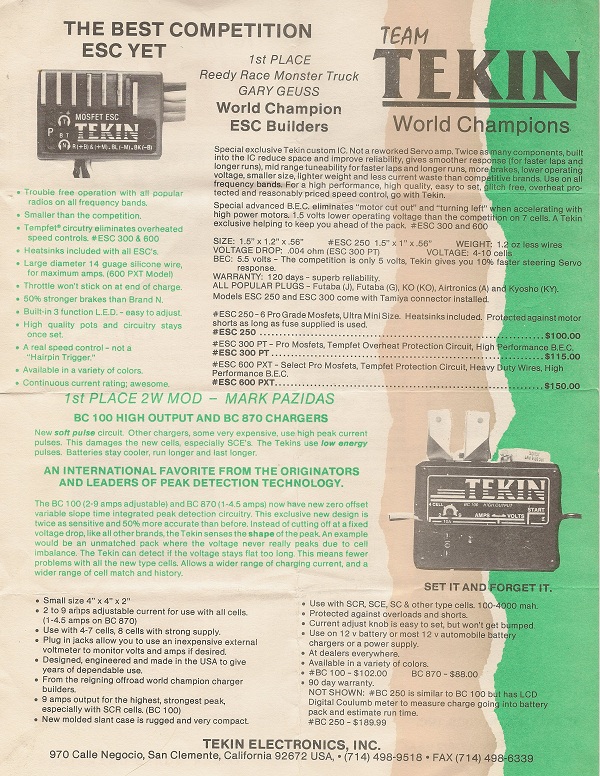 THE BEST COMPETITION
ESC YET
1st PLACE
Reedy Race Monster Truck
GARY GEUSS
World Champion
ESC Builders
TEAM
TEKIN
World Champions
MOSFET ESC
TEKIN
• Trouble free operation with all popular
radios on all frequency bands.
• Smaller than the competition.
• Tempfet® circuitry eliminates overheated
speed controls. #ESC 300 & 600
• Heatsinks included with all ESC's.
• Large diameter 14 guage silicone wire,
for maximum amps. (600 PXT Model)
• Throttle won't stick on at end of charge.
• 50% stronger brakes than Brand N.
• Built-in 3 function L.E.D. - easy to adjust.
• High quality pots and circuitry stays
once set.
• A real speed control - not a
"Hairpin Trigger."
• Available in a variety of colors.
• Continuous current rating; awesome.
Special exclusive Tekin custom IC. Not a reworked Servo amp. Twice as many components, built
into the IC reduce space and improve reliability, gives smoother response (for faster laps and
longer runs), mid range tuneability for faster laps and longer runs, more brakes, lower operating
voltage, smaller size, lighter weight and less current waste than competitive brands. Use on all
frequency bands. For a high performance, high quality, easy to set, glitch free, overheat pro-
tected and reasonably priced speed control, go with Tekin.
Special advanced B.E.C. eliminates "motor cut out" and "turning left" when accelerating with
high power motors. 1.5 volts lower operating voltage than the competition on 7 cells. A Tekin
exclusive helping to keep you ahead of the pack. #ESC 300 and 600
SIZE: 1.5" x 1.2" x .56" #ESC 250 1.5" x 1" x .56" WEIGHT: 1.2 oz less wires
VOLTAGE DROP: .004 ohm (ESC 300 PT) VOLTAGE: 4-10 cells
BEC: 5.5 volts - The competition is only 5 volts, Tekin gives you 10% faster steering Servo
response.
WARRANTY: 120 days - superb reliability.
ALL POPULAR PLUGS - Futaba (J), Futaba (G), KO (KO), Airtronics (A) and Kyosho (KY).
Models ESC 250 and ESC 300 come with Tamiya connector installed.
#ESC 250 - 6 Pro Grade Mosfets, Ultra Mini Size. Heatsinks included. Protected against motor
shorts as long as fuse supplied is used.
#ESC 250 ........ $100.00
#ESC 300 PT - Pro Mosfets, Tempfet Overheat Protection Circuit, High Performance B.E.C.
#ESC 300 PT ........ $115.00
#ESC 600 PXT - Select Pro Mosfets, Tempfet Protection Circuit, Heavy Duty Wires, High
Performance B.E.C.
#ESC 600 PXT ........ $150.00
1st PLACE 2W MOD – MARK PAZIDAS
BC 100 HIGH OUTPUT AND BC 870 CHARGERS
New soft pulse circuit. Other chargers, some very expensive, use high peak current
pulses. This damages the new cells, especially SCE's. The Tekins use low energy
pulses. Batteries stay cooler, run longer and last longer.
AN INTERNATIONAL FAVORITE FROM THE ORIGINATORS
AND LEADERS OF PEAK DETECTION TECHNOLOGY.
The BC 100 (2-9 amps adjustable) and BC 870 (1-4.5 amps) now have new zero offset
variable slope time integrated peak detection circuitry. This exclusive new design is
twice as sensitive and 50% more accurate than before. Instead of cutting off at a fixed
voltage drop, like all other brands, the Tekin senses the shape of the peak. An example
would be an unmatched pack where the voltage never really peaks due to cell
imbalance. The Tekin can detect if the voltage stays flat too long. This means fewer
problems with all the new type cells. Allows a wider range of charging current, and a
wider range of cell match and history.
TEKIN
4 CELL
BC 100 HIGH OUTPUT
AMPS VOLTS
START
SET IT AND FORGET IT.
• Small size 4" x 4" x 2"
• 2 to 9 amps adjustable current for use with all cells.
(1-4.5 amps on BC 870)
• Use with 4-7 cells, 8 cells with strong supply.
• Plug in jacks allow you to use an inexpensive external
voltmeter to monitor volts and amps if desired.
• Designed, engineered and made in the USA to give
years of dependable use.
• From the reigning offroad world champion charger
builders.
• 9 amps output for the highest, strongest peak,
especially with SCR cells. (BC 100)
• New molded slant case is rugged and very compact.
• Use with SCR, SCE, SC & other type cells. 100-4000 mah.
• Protected against overloads and shorts.
• Current adjust knob is easy to set, but won't get bumped.
• Use on 12 v battery or most 12 v automobile battery
chargers or a power supply.
• At dealers everywhere.
• Available in a variety of colors.
• #BC 100 - $102.00 BC 870 - $88.00
• 90 day warranty.
NOT SHOWN: #BC 250 is similar to BC 100 but has LCD
Digital Coulumb meter to measure charge going into battery
pack and estimate run time.
#BC 250 - $189.99
TEKIN ELECTRONICS, INC.
970 Calle Negocio, San Clemente, California 92672 USA, • (714) 498-9518 • FAX (714) 498-6339